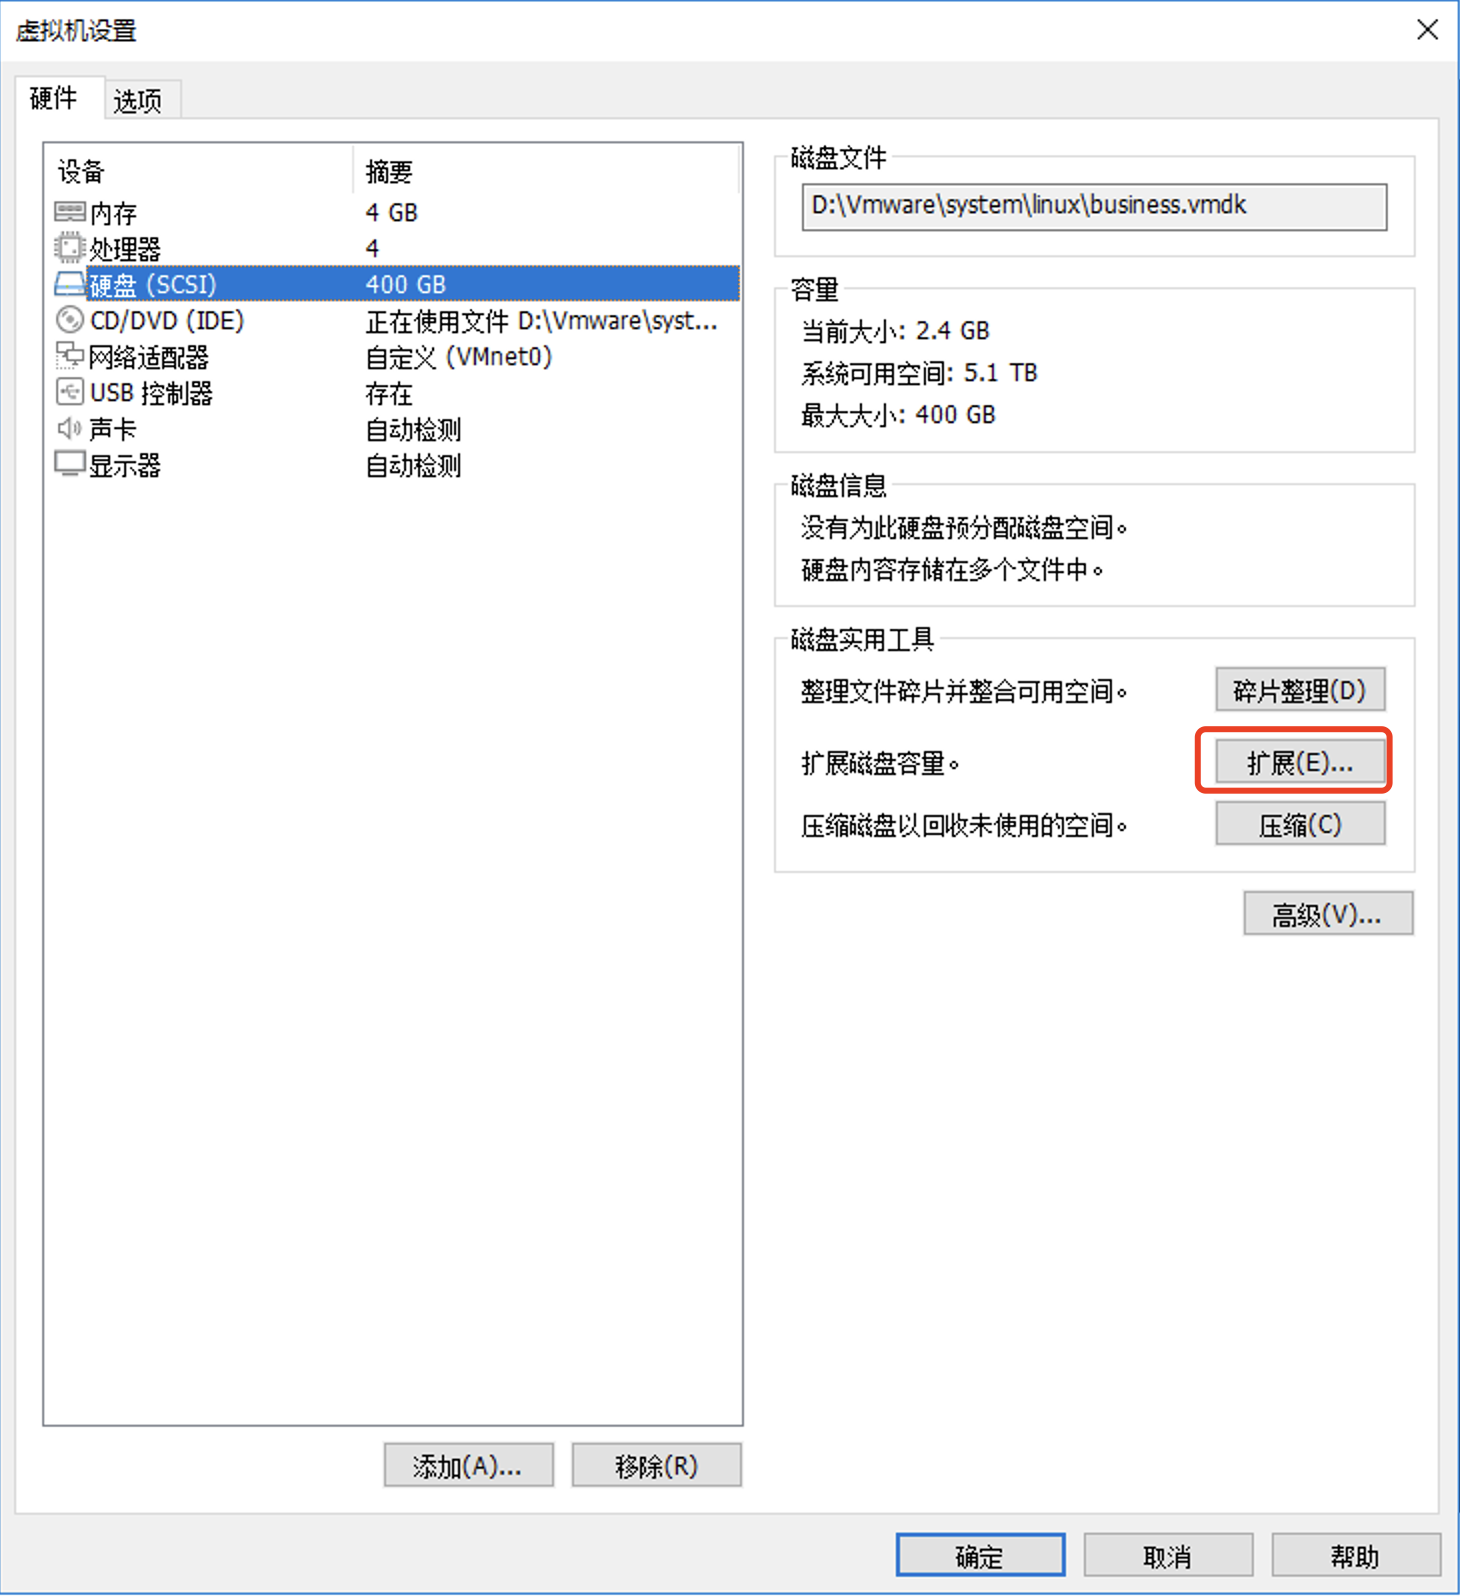 虚拟机设置
硬件 选项
设备 摘要
内存 4 GB
处理器 4
硬盘 (SCSI) 400 GB
CD/DVD (IDE) 正在使用文件 D:\Vmware\syst...
网络适配器 自定义 (VMnet0)
USB 控制器 存在
声卡 自动检测
显示器 自动检测
添加(A)... 移除(R)
磁盘文件
D:\Vmware\system\linux\business.vmdk
容量
当前大小: 2.4 GB
系统可用空间: 5.1 TB
最大大小: 400 GB
磁盘信息
没有为此硬盘预分配磁盘空间。
硬盘内容存储在多个文件中。
磁盘实用工具
整理文件碎片并整合可用空间。 碎片整理(D)
扩展磁盘容量。 扩展(E)...
压缩磁盘以回收未使用的空间。 压缩(C)
高级(V)...
确定 取消 帮助